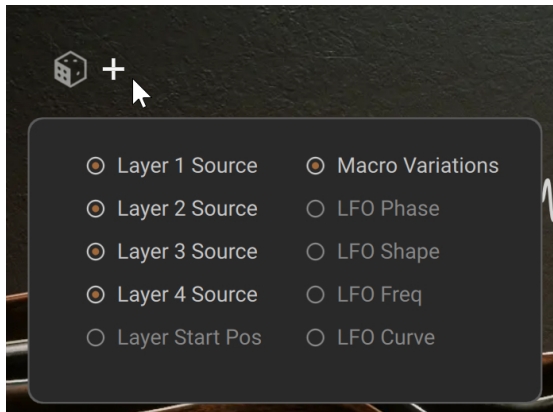 Layer 1 Source
Layer 2 Source
Layer 3 Source
Layer 4 Source
Layer Start Pos
Macro Variations
LFO Phase
LFO Shape
LFO Freq
LFO Curve